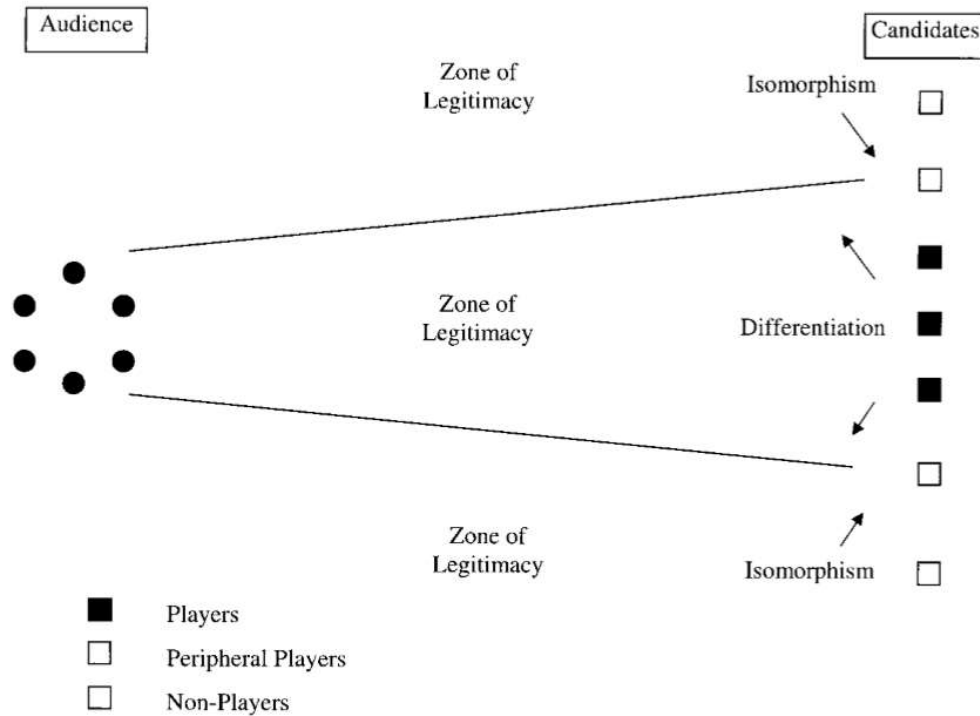 Audience
Candidates
Zone of
Legitimacy
Isomorphism
Zone of
Legitimacy
Differentiation
Zone of
Legitimacy
Isomorphism
Players
Peripheral Players
Non-Players